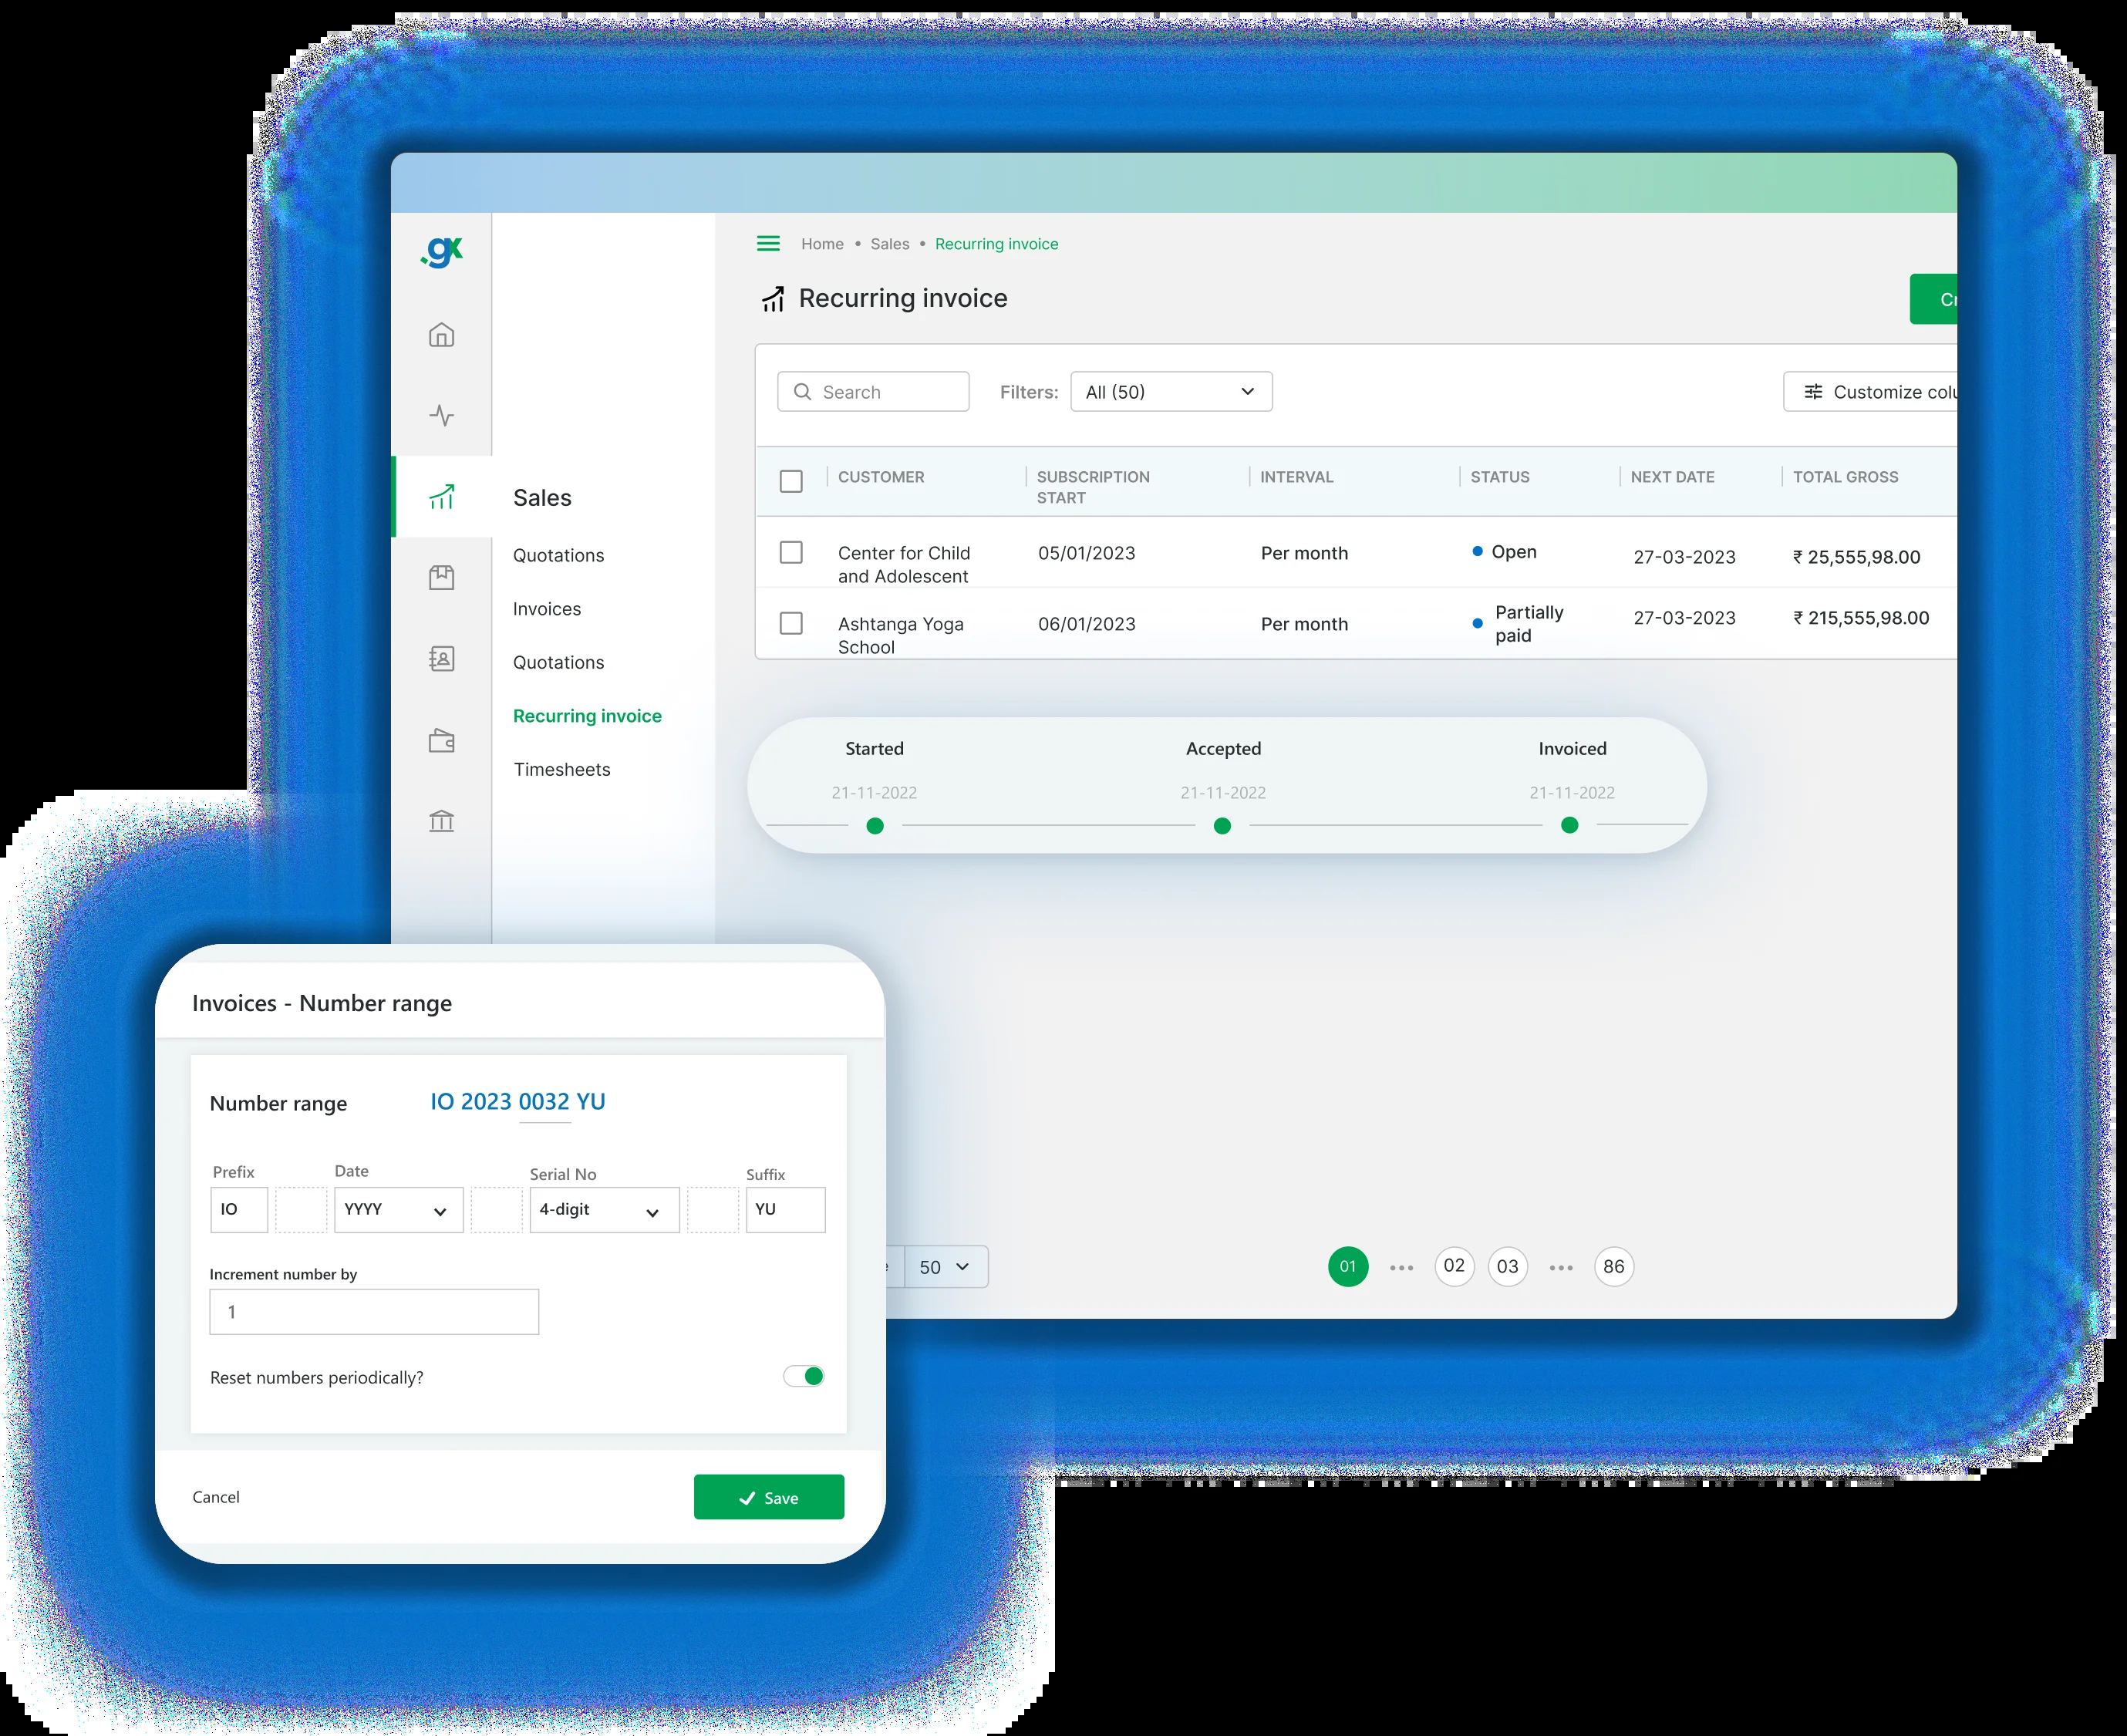 .gx
Home • Sales • Recurring invoice
Recurring invoice
Search
Filters:
All (50)
Customize
CUSTOMER
SUBSCRIPTION
START
INTERVAL
STATUS
NEXT DATE
TOTAL GROSS
Center for Child
and Adolescent
05/01/2023
Per month
Open
27-03-2023
₹ 25,555,98.00
Ashtanga Yoga
School
06/01/2023
Per month
Partially
paid
27-03-2023
₹ 215,555,98.00
Sales
Quotations
Invoices
Quotations
Recurring invoice
Timesheets
Started
Accepted
Invoiced
21-11-2022
21-11-2022
21-11-2022
50
01 ••• 02 03 ••• 86
Invoices - Number range
Number range
IO 2023 0032 YU
Prefix
Date
Serial No
Suffix
IO
YYYY
4-digit
YU
Increment number by
1
Reset numbers periodically?
Cancel
Save